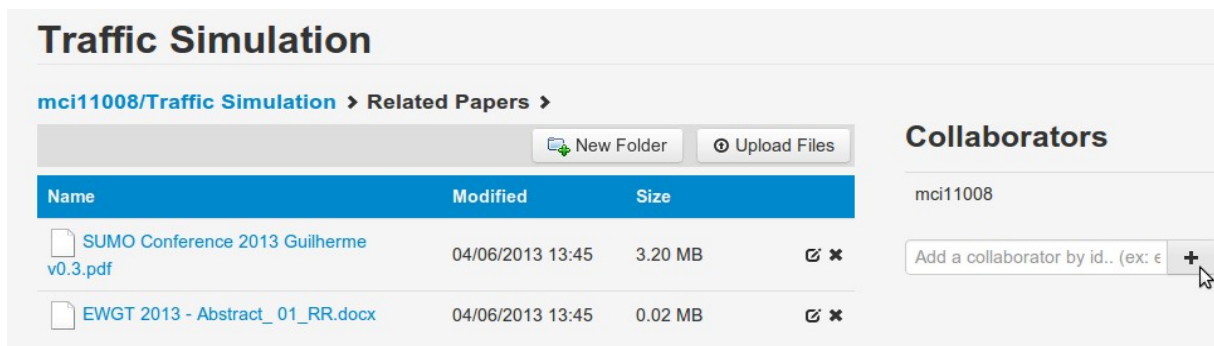 Traffic Simulation
mci11008/Traffic Simulation > Related Papers >
New Folder
Upload Files
Name Modified Size
SUMO Conference 2013 Guilherme
v0.3.pdf
04/06/2013 13:45 3.20 MB
EWGT 2013 - Abstract_ 01_RR.docx 04/06/2013 13:45 0.02 MB
Collaborators
mci11008
Add a collaborator by id.. (ex: e